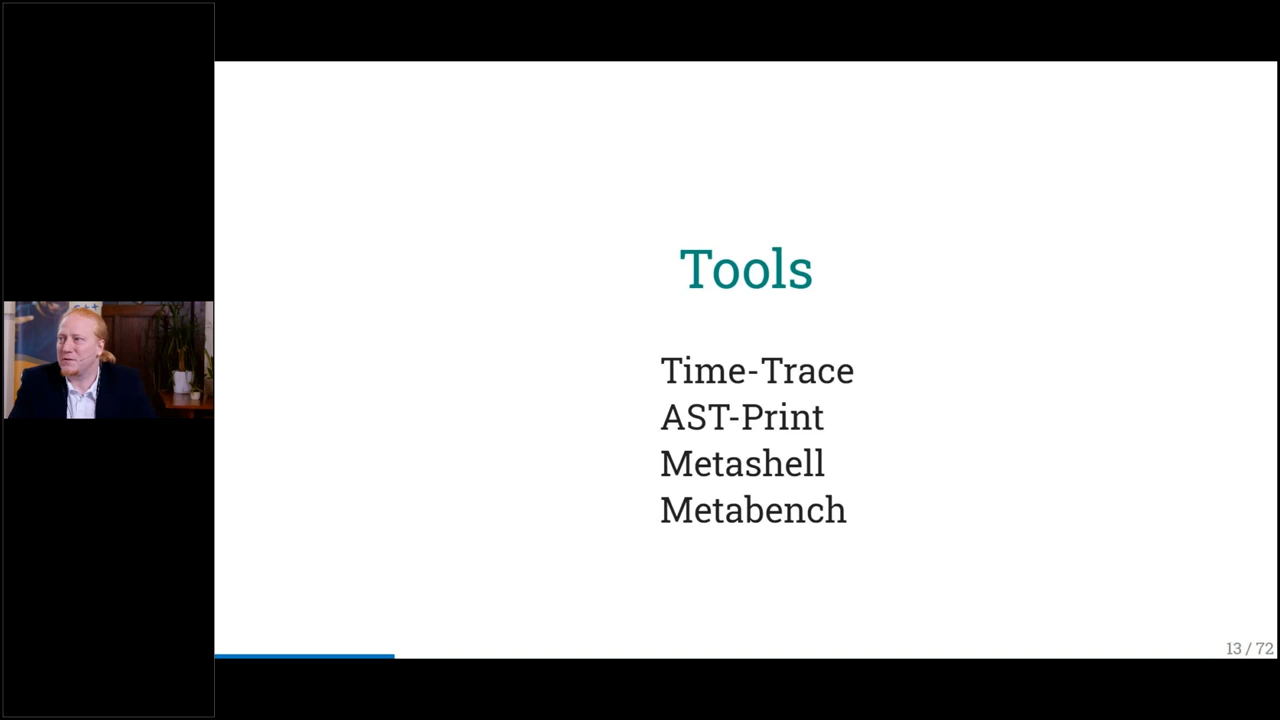 Tools
Time-Trace
AST-Print
Metashell
Metabench
13 / 72